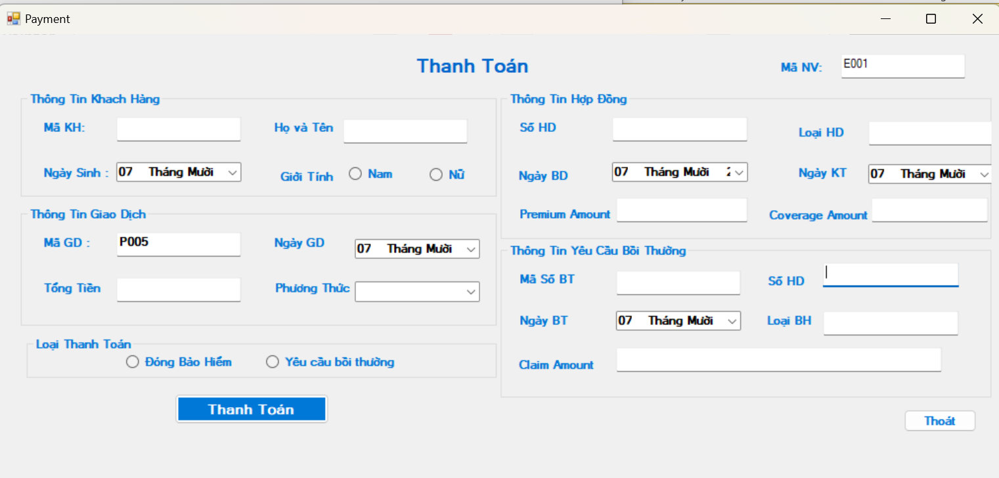 Payment
Thanh Toán
Mã NV: E001
Thông Tin Khach Hàng
Mã KH:
Họ và Tên
Ngày Sinh : 07 Tháng Mười
Giới Tính Nam Nữ
Thông Tin Giao Dịch
Mã GD : P005
Ngày GD 07 Tháng Mười
Tổng Tiền
Phương Thức
Loại Thanh Toán
Đóng Bảo Hiểm Yêu cầu bồi thường
Thanh Toán
Thông Tin Hợp Đồng
Số HD
Loại HD
Ngày BD 07 Tháng Mười
Ngày KT 07 Tháng Mười
Premium Amount
Coverage Amount
Thông Tin Yêu Cầu Bồi Thường
Mã Số BT
Số HD
Ngày BT 07 Tháng Mười
Loại BH
Claim Amount
Thoát